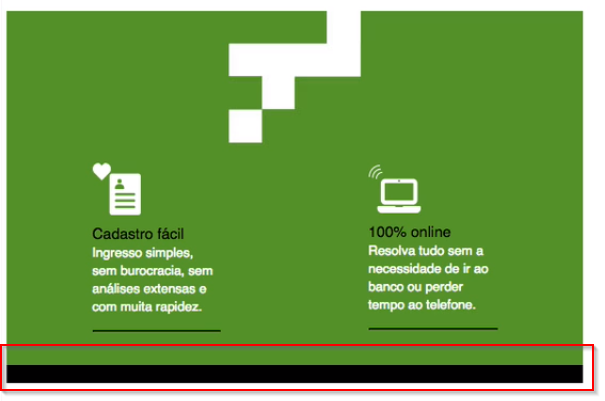 Cadastro fácil
Ingresso simples,
sem burocracia, sem
análises extensas e
com muita rapidez.
100% online
Resolva tudo sem a
necessidade de ir ao
banco ou perder
tempo ao telefone.